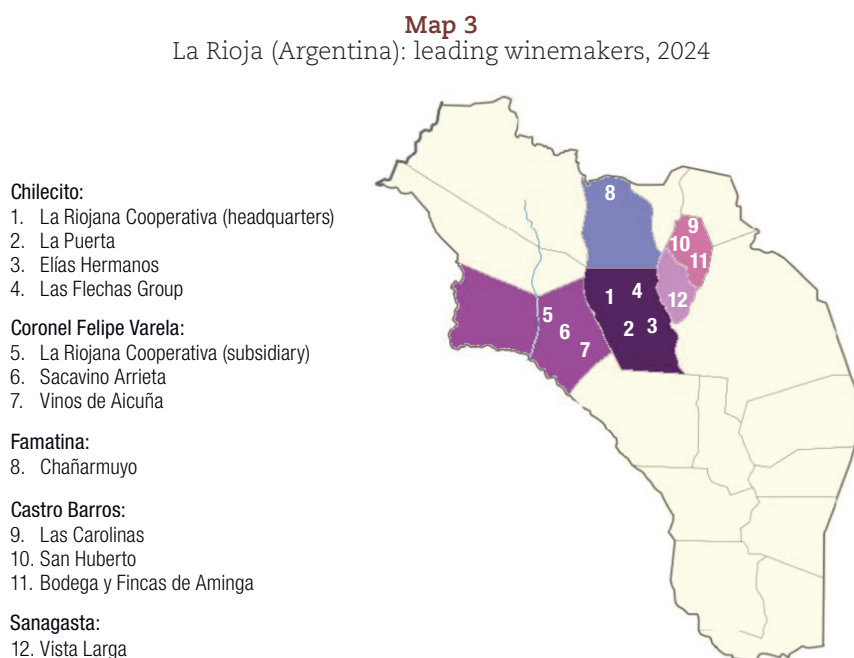 Map 3
La Rioja (Argentina): leading winemakers, 2024
Chilecito:
1. La Riojana Cooperativa (headquarters)
2. La Puerta
3. Elías Hermanos
4. Las Flechas Group
Coronel Felipe Varela:
5. La Riojana Cooperativa (subsidiary)
6. Sacavino Arrieta
7. Vinos de Aicuña
Famatina:
8. Chañarmuyo
Castro Barros:
9. Las Carolinas
10. San Huberto
11. Bodega y Fincas de Aminga
Sanagasta:
12. Vista Larga
8
9
10
11
12
1
4
2
3
5
6
7